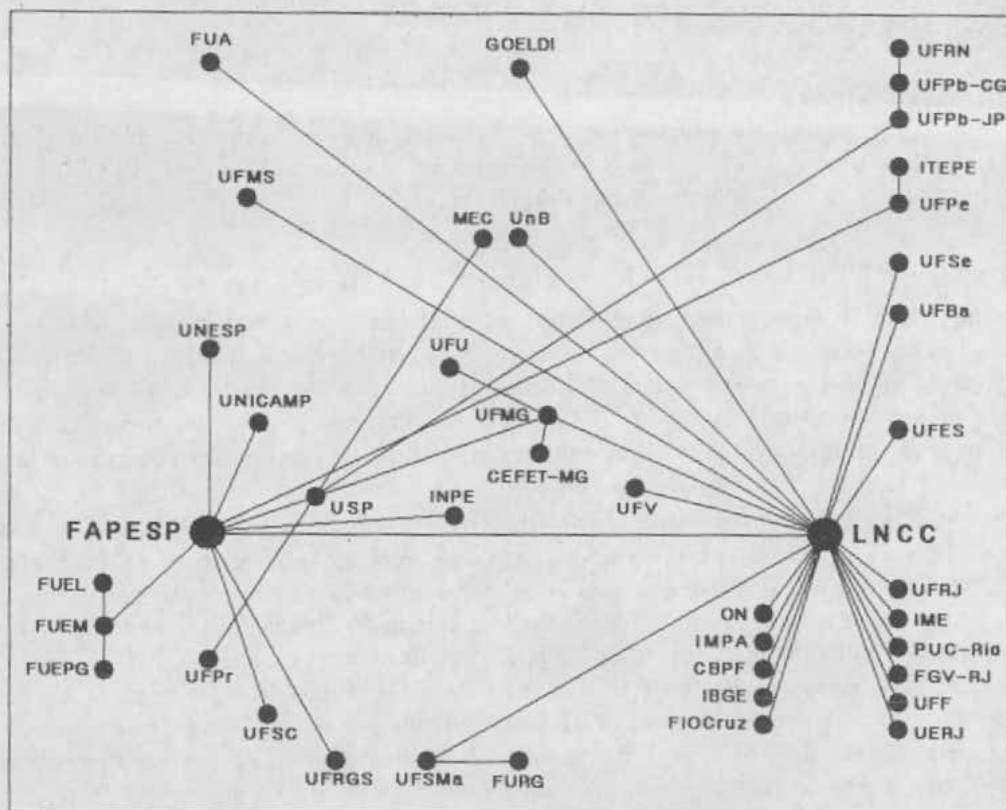 FUA
GOELDI
UFRN
UFPb-CG
UFPb-JP
ITEPE
UFMS
UFPe
MEC
UnB
UFSe
UFBa
UNESP
UFU
UNICAMP
UFMG
UFES
CEFET-MG
USP
INPE
UFV
FAPESP
LNCC
FUEL
UFRJ
ON
IME
FUEM
IMPA
PUC-Rio
FUEPG
UFPr
CBPF
FGV-RJ
IBGE
UFF
UFSC
FIOCruz
UERJ
UFRGS
UFSMa
FURG